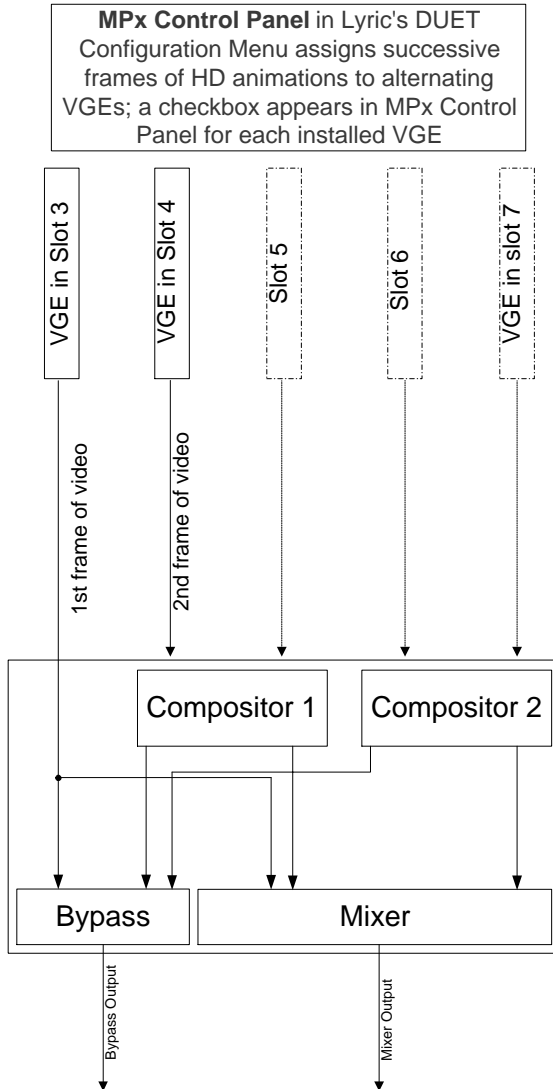 MPx Control Panel in Lyric's DUET
Configuration Menu assigns successive
frames of HD animations to alternating
VGEs; a checkbox appears in MPx Control
Panel for each installed VGE
VGE in Slot 3
VGE in Slot 4
Slot 5
Slot 6
VGE in slot 7
1st frame of video
2nd frame of video
Compositor 1
Compositor 2
Bypass
Mixer
Bypass Output
Mixer Output